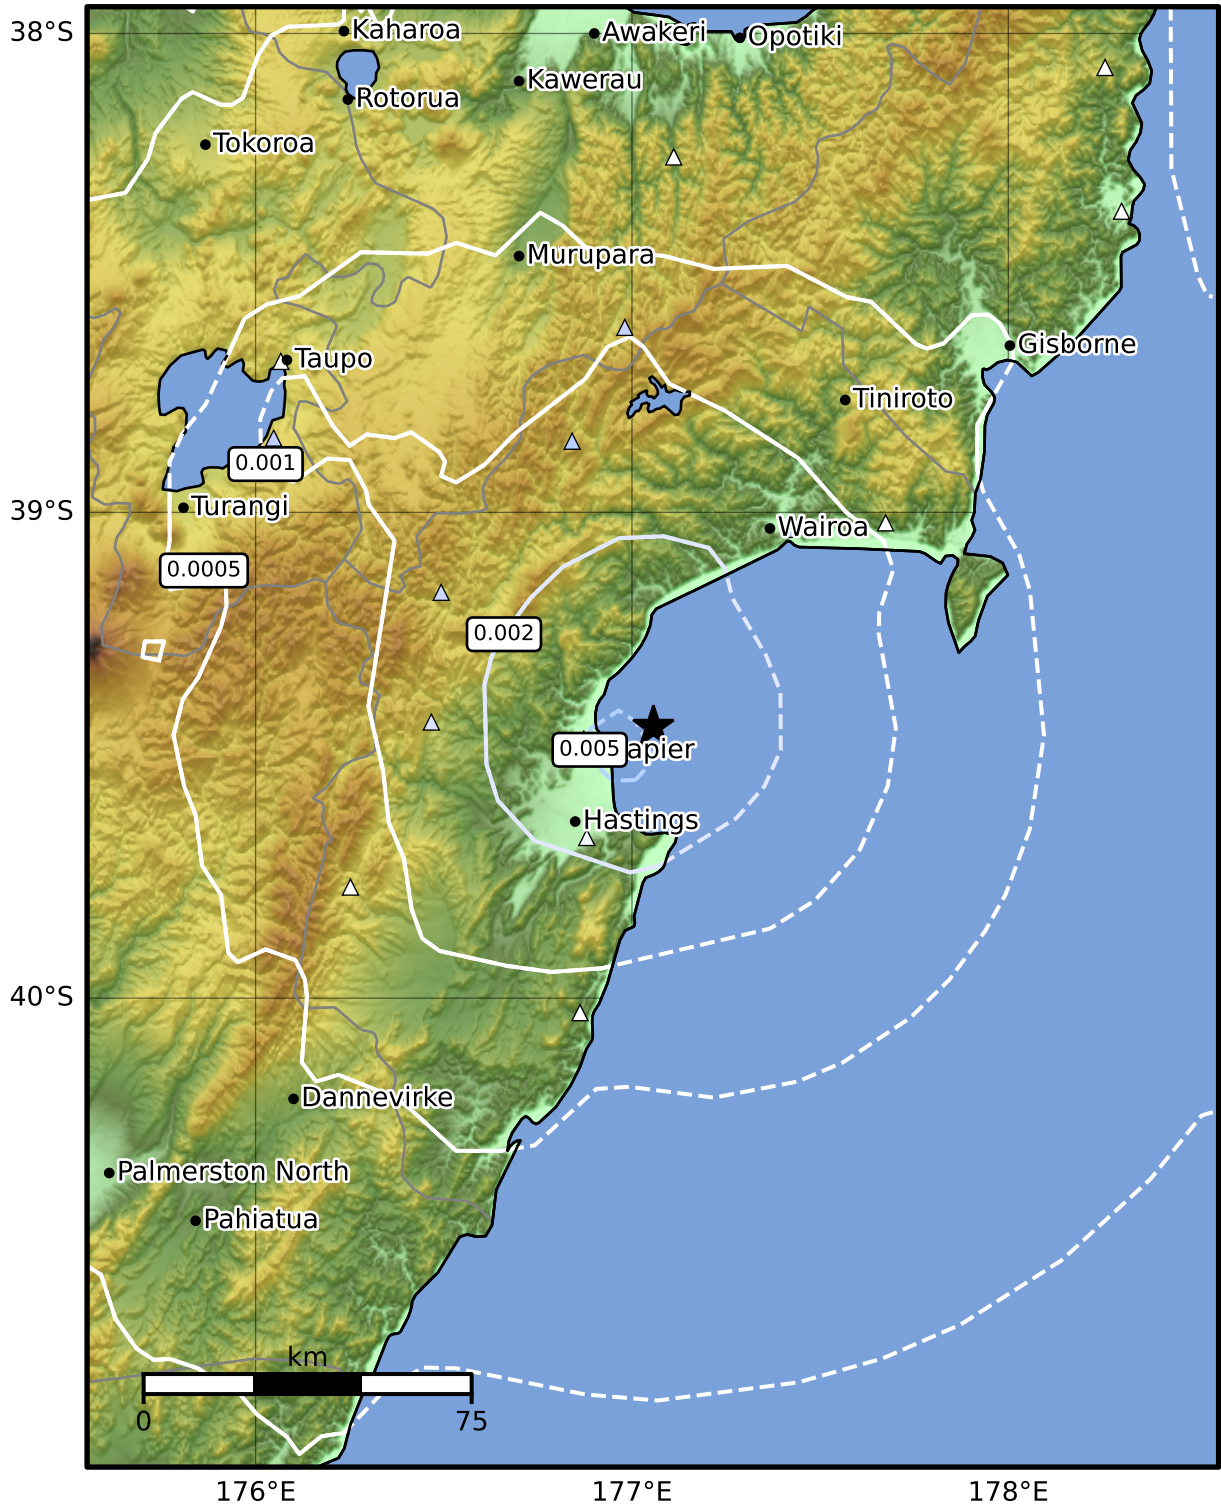 38°S
Kaharoa
Awakeri
Opotiki
Kawerau
Rotorua
Tokoroa
Murupara
Gisborne
Taupo
Tiniroto
0.001
Turangi
39°S
Wairoa
0.0005
0.002
0.005
apier
Hastings
40°S
Dannevirke
Palmerston North
Pahiatua
km
0
75
176°E
177°E
178°E